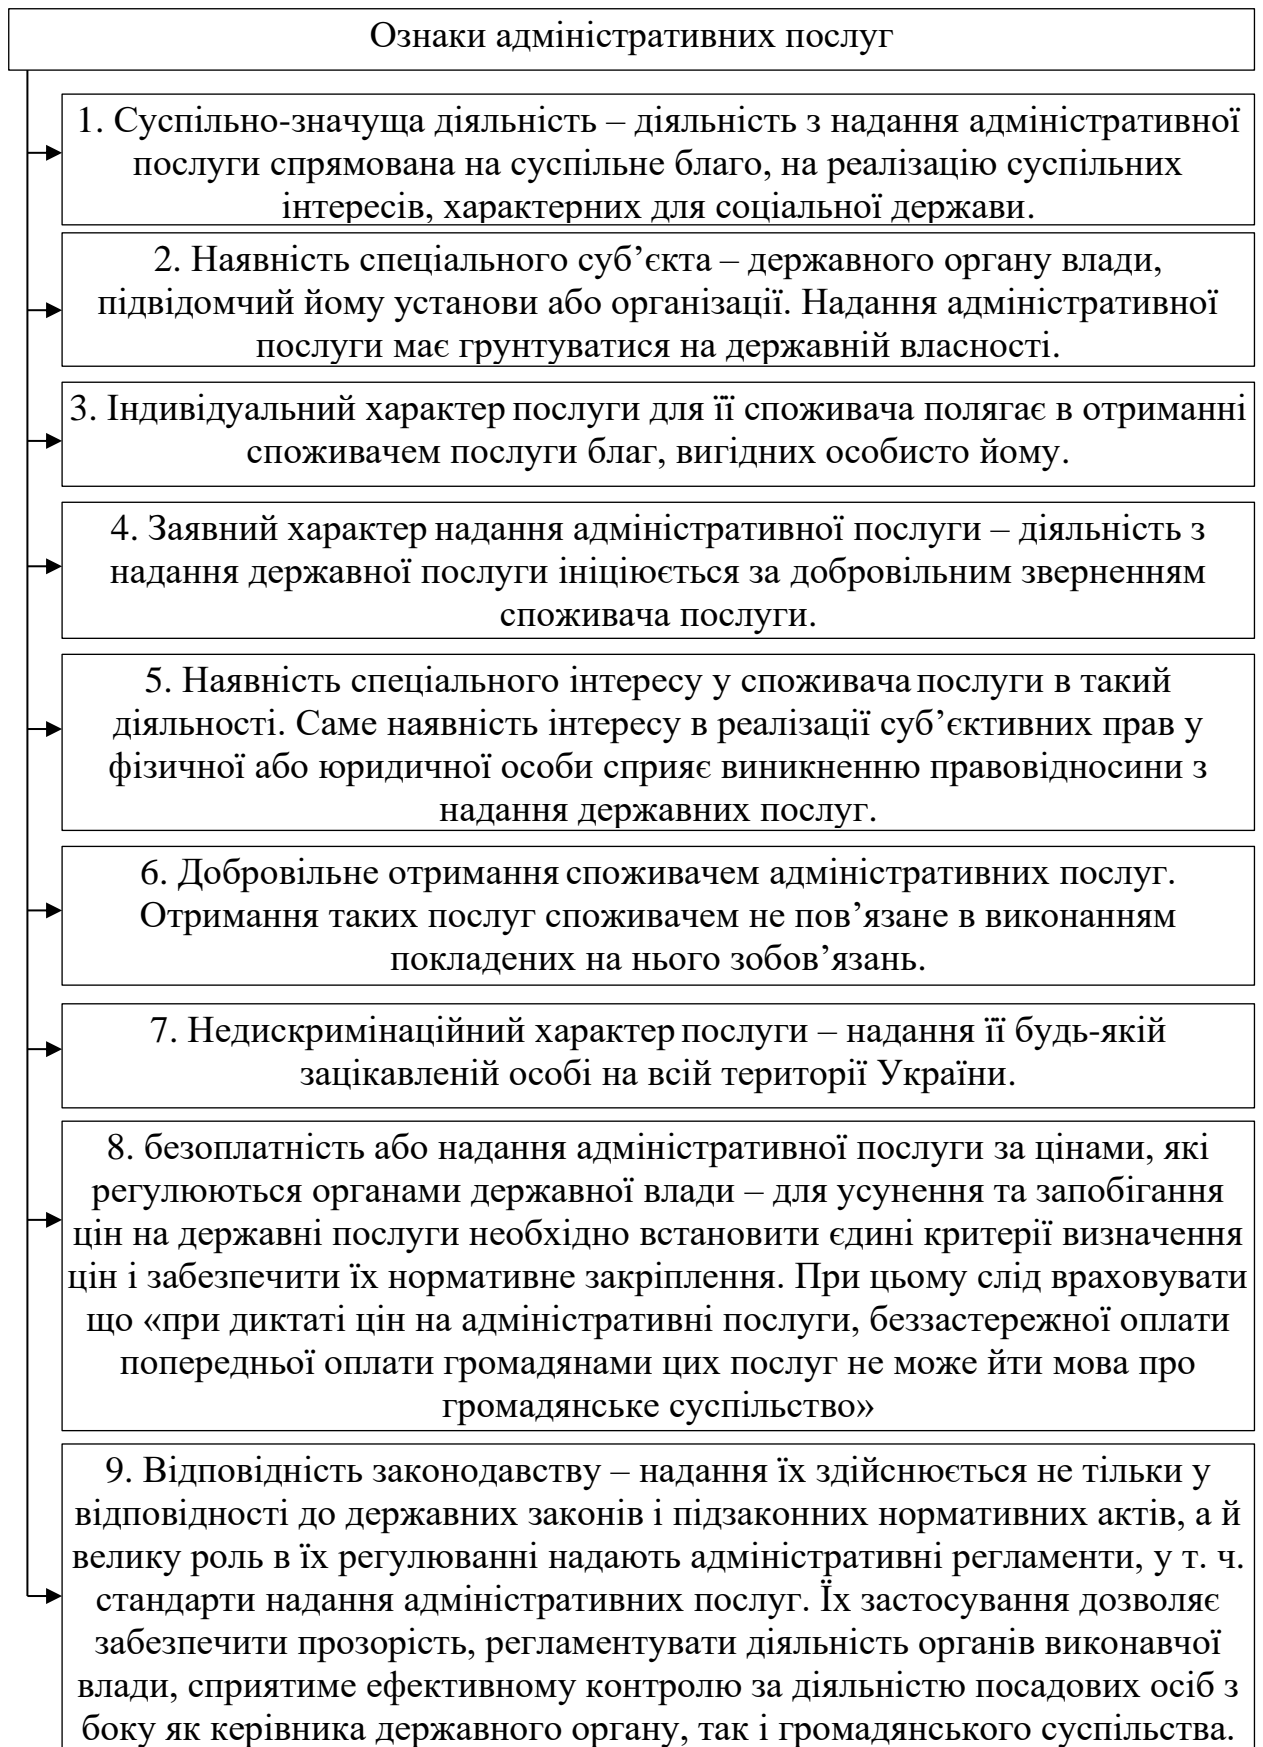 Ознаки адміністративних послуг
1. Суспільно-значуща діяльність – діяльність з надання адміністративної
послуги спрямована на суспільне благо, на реалізацію суспільних
інтересів, характерних для соціальної держави.
2. Наявність спеціального суб’єкта – державного органу влади,
підвідомчий йому установи або організації. Надання адміністративної
послуги має грунтуватися на державній власності.
3. Індивідуальний характер послуги для її споживача полягає в отриманні
споживачем послуги благ, вигідних особисто йому.
4. Заявний характер надання адміністративної послуги – діяльність з
надання державної послуги ініціюється за добровільним зверненням
споживача послуги.
5. Наявність спеціального інтересу у споживача послуги в такий
діяльності. Саме наявність інтересу в реалізації суб’єктивних прав у
фізичної або юридичної особи сприяє виникненню правовідносини з
надання державних послуг.
6. Добровільне отримання споживачем адміністративних послуг.
Отримання таких послуг споживачем не пов’язане в виконанням
покладених на нього зобов’язань.
7. Недискримінаційний характер послуги – надання її будь-якій
зацікавленій особі на всій території України.
8. безоплатність або надання адміністративної послуги за цінами, які
регулюються органами державної влади – для усунення та запобігання
цін на державні послуги необхідно встановити єдині критерії визначення
цін і забезпечити їх нормативне закріплення. При цьому слід враховувати
що «при диктаті цін на адміністративні послуги, беззастережної оплати
попередньої оплати громадянами цих послуг не може йти мова про
громадянське суспільство»
9. Відповідність законодавству – надання їх здійснюється не тільки у
відповідності до державних законів і підзаконних нормативних актів, а й
велику роль в їх регулюванні надають адміністративні регламенти, у т. ч.
стандарти надання адміністративних послуг. Їх застосування дозволяє
забезпечити прозорість, регламентувати діяльність органів виконавчої
влади, сприятиме ефективному контролю за діяльністю посадових осіб з
боку як керівника державного органу, так і громадянського суспільства.